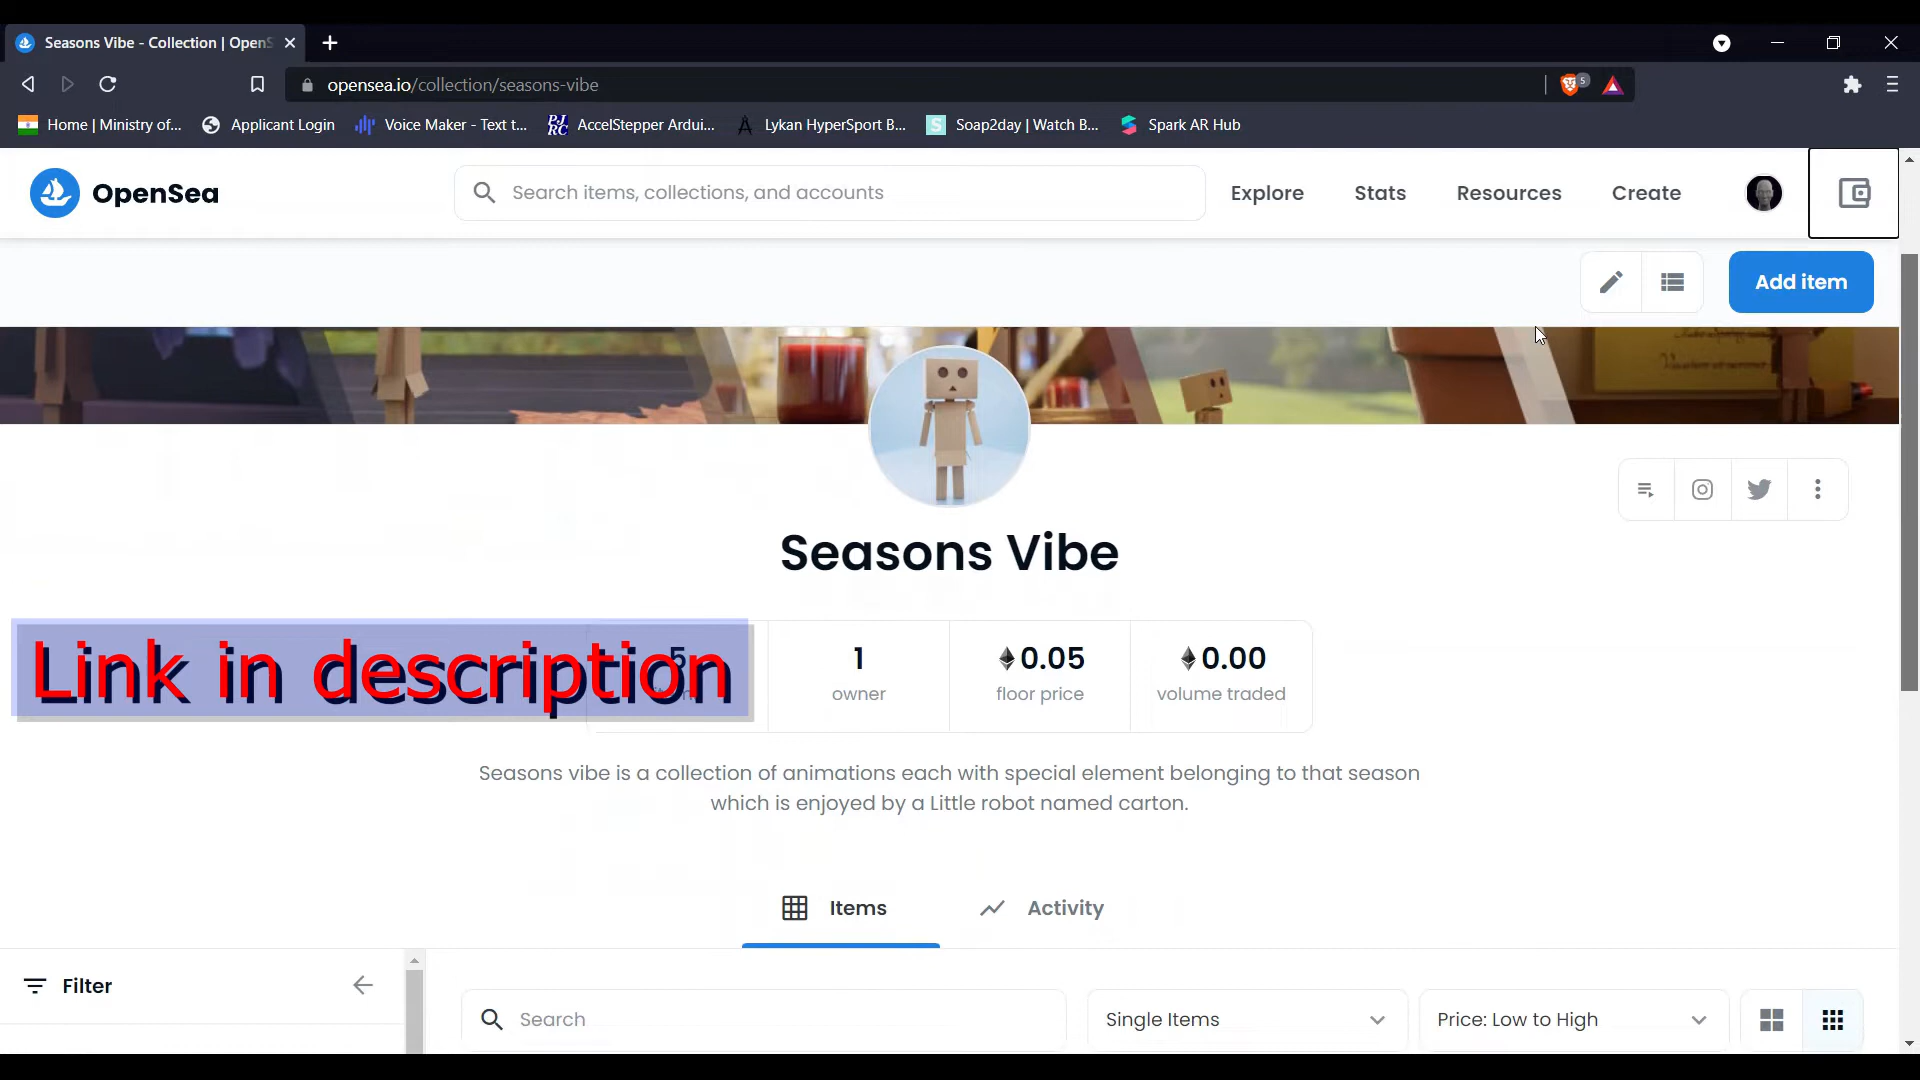 Seasons Vibe - Collection | OpenS
opensea.io/collection/seasons-vibe
5
Home | Ministry of...
Applicant Login
Voice Maker - Text t...
PJRC
AccelStepper Ardui...
Lykan HyperSport B...
S
Soap2day | Watch B...
Spark AR Hub
OpenSea
Search items, collections, and accounts
Explore
Stats
Resources
Create
Add item
Seasons Vibe
Link in description
5
1
owner
0.05
floor price
0.00
volume traded
Seasons vibe is a collection of animations each with special element belonging to that season
which is enjoyed by a Little robot named carton.
Items
Activity
Filter
Search
Single Items
Price: Low to High